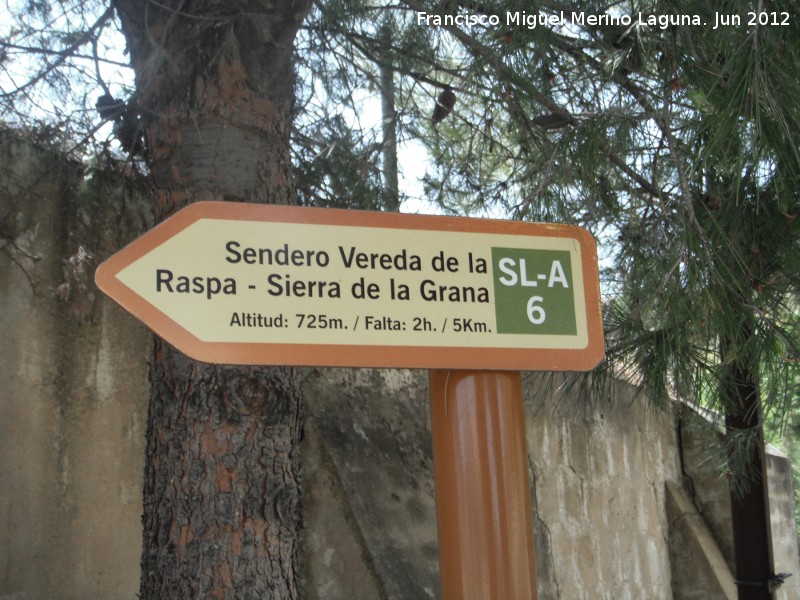 Francisco Miguel Merino Laguna. Jun 2012
Sendero Vereda de la
Raspa - Sierra de la Grana
Altitud: 725m. / Falta: 2h. / 5Km.
SL-A
6